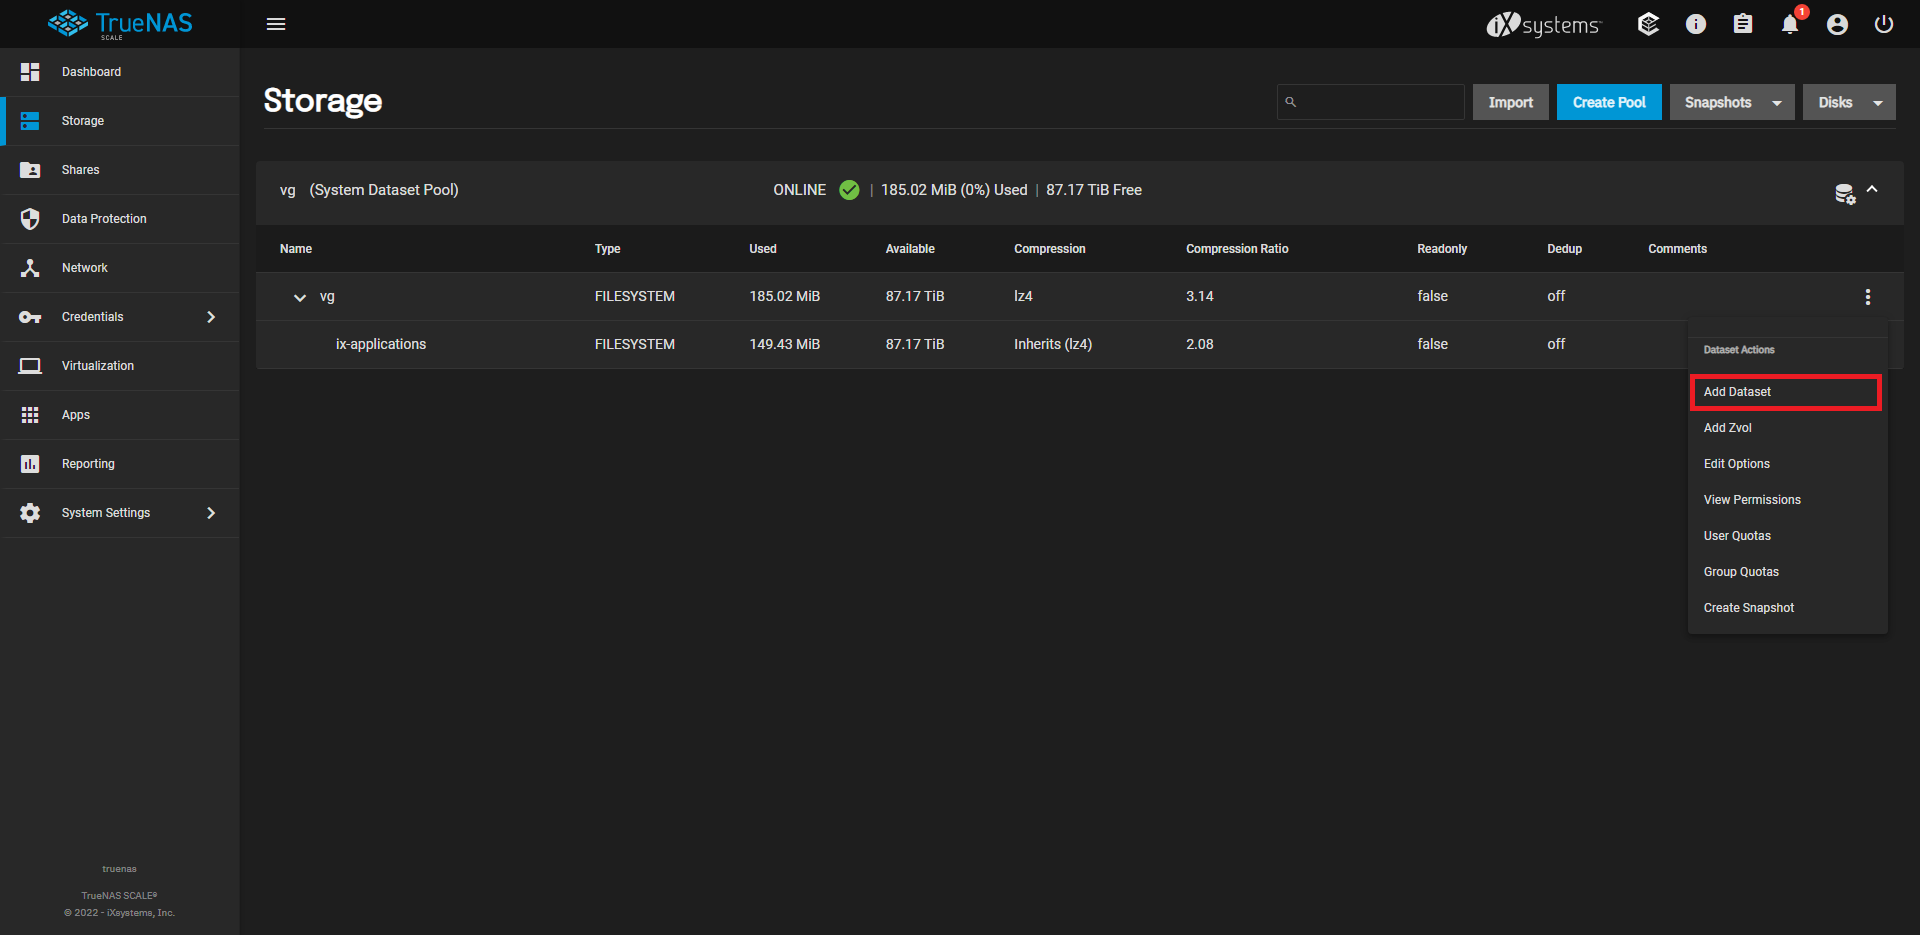 TrueNAS
SCALE
iXsystems
1
Dashboard
Storage
Shares
Data Protection
Network
Credentials
Virtualization
Apps
Reporting
System Settings
truenas
TrueNAS SCALE®
© 2022 - iXsystems, Inc.
Storage
Import
Create Pool
Snapshots
Disks
vg (System Dataset Pool)
ONLINE | 185.02 MiB (0%) Used | 87.17 TiB Free
Name Type Used Available Compression Compression Ratio Readonly Dedup Comments
vg FILESYSTEM 185.02 MiB 87.17 TiB lz4 3.14 false off
ix-applications FILESYSTEM 149.43 MiB 87.17 TiB Inherits (lz4) 2.08 false off
Dataset Actions
Add Dataset
Add Zvol
Edit Options
View Permissions
User Quotas
Group Quotas
Create Snapshot